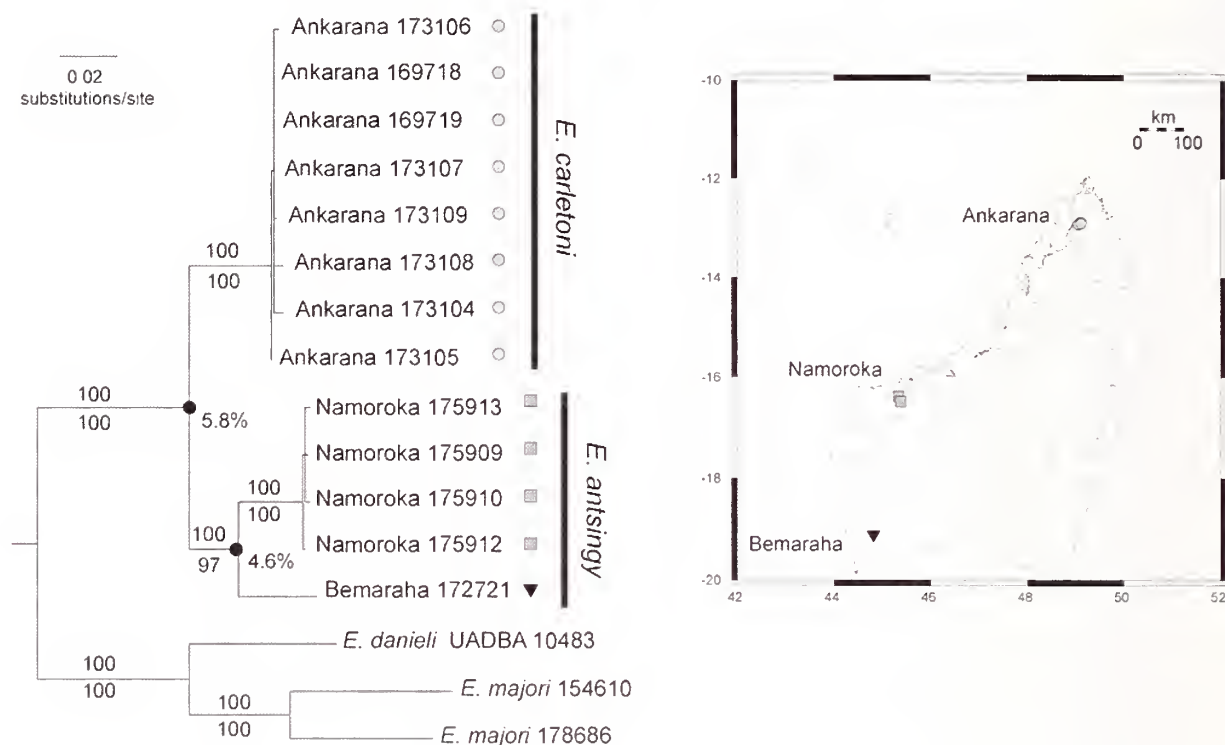 0 02
substitutions/site
Ankarana 173106
Ankarana 169718
Ankarana 169719
Ankarana 173107
Ankarana 173109
Ankarana 173108
Ankarana 173104
Ankarana 173105
E. carletoni
100
100
100
100
5.8%
Namoroka 175913
Namoroka 175909
Namoroka 175910
Namoroka 175912
Bemaraha 172721
E. antsingy
100
100
100
97
4.6%
E. danieli UADBA 10483
E. majori 154610
E. majori 178686
100
100
100
100
-10
-12
-14
-16
-18
-20
km
0 100
Ankarana
Namoroka
Bemaraha
42 44 46 48 50 52